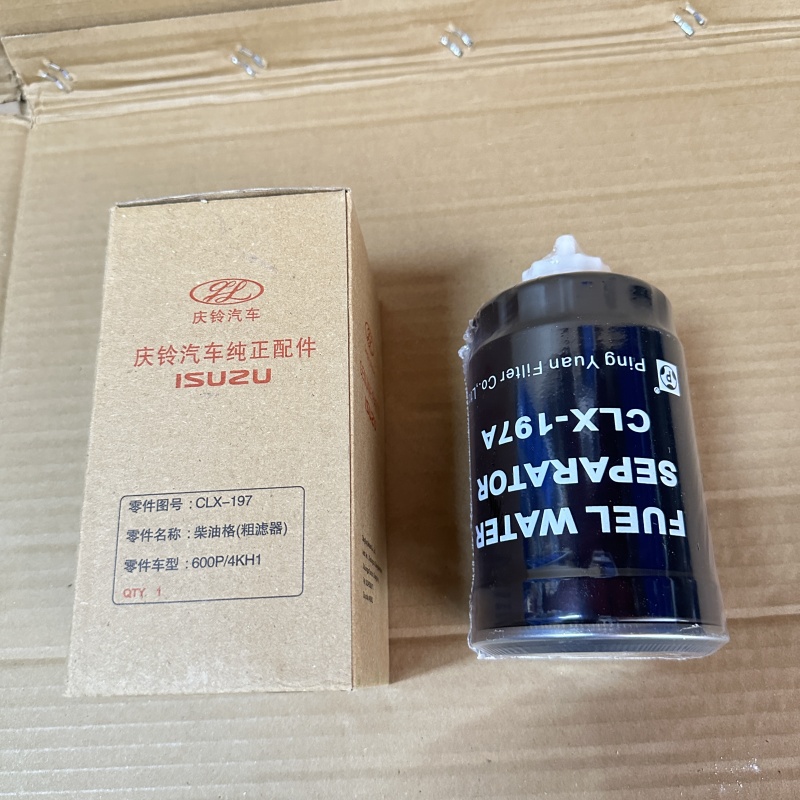 庆铃汽车
庆铃汽车纯正配件
ISUZU
零件图号 : CLX-197
零件名称 : 柴油格(粗滤器)
零件车型 : 600P/4KH1
QTY. 1
FUEL WATER
SEPARATOR
CLX-197A
Ping Yuan Filter Co.,